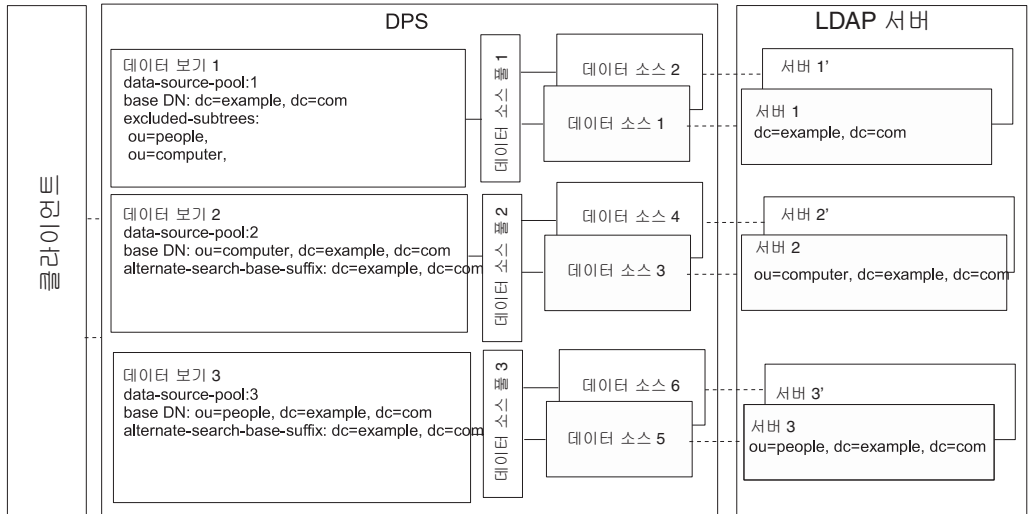 클라이언트
DPS
데이터 보기 1
data-source-pool:1
base DN: dc=example, dc=com
excluded-subtrees:
ou=people,
ou=computer,
데이터 소스 풀 1
데이터 소스 2
데이터 소스 1
데이터 보기 2
data-source-pool:2
base DN: ou=computer, dc=example, dc=com
alternate-search-base-suffix: dc=example, dc=com
데이터 소스 풀 2
데이터 소스 4
데이터 소스 3
데이터 보기 3
data-source-pool:3
base DN: ou=people, dc=example, dc=com
alternate-search-base-suffix: dc=example, dc=com
데이터 소스 풀 3
데이터 소스 6
데이터 소스 5
LDAP 서버
서버 1’
서버 1
dc=example, dc=com
서버 2’
서버 2
ou=computer, dc=example, dc=com
서버 3’
서버 3
ou=people, dc=example, dc=com